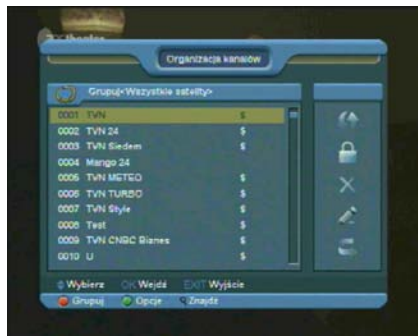 Organizacja kanałów
Grupuj<Wszystkie satelity>
0001 TVN $
0002 TVN 24 $
0003 TVN Siedem $
0004 Mango 24
0005 TVN METEO $
0006 TVN TURBO $
0007 TVN Style $
0008 Test $
0009 TVN CNBC Biznes $
0010 U $
Wybierz OK Wejdź EXIT Wyjście
Grupuj Opcje Znajdź